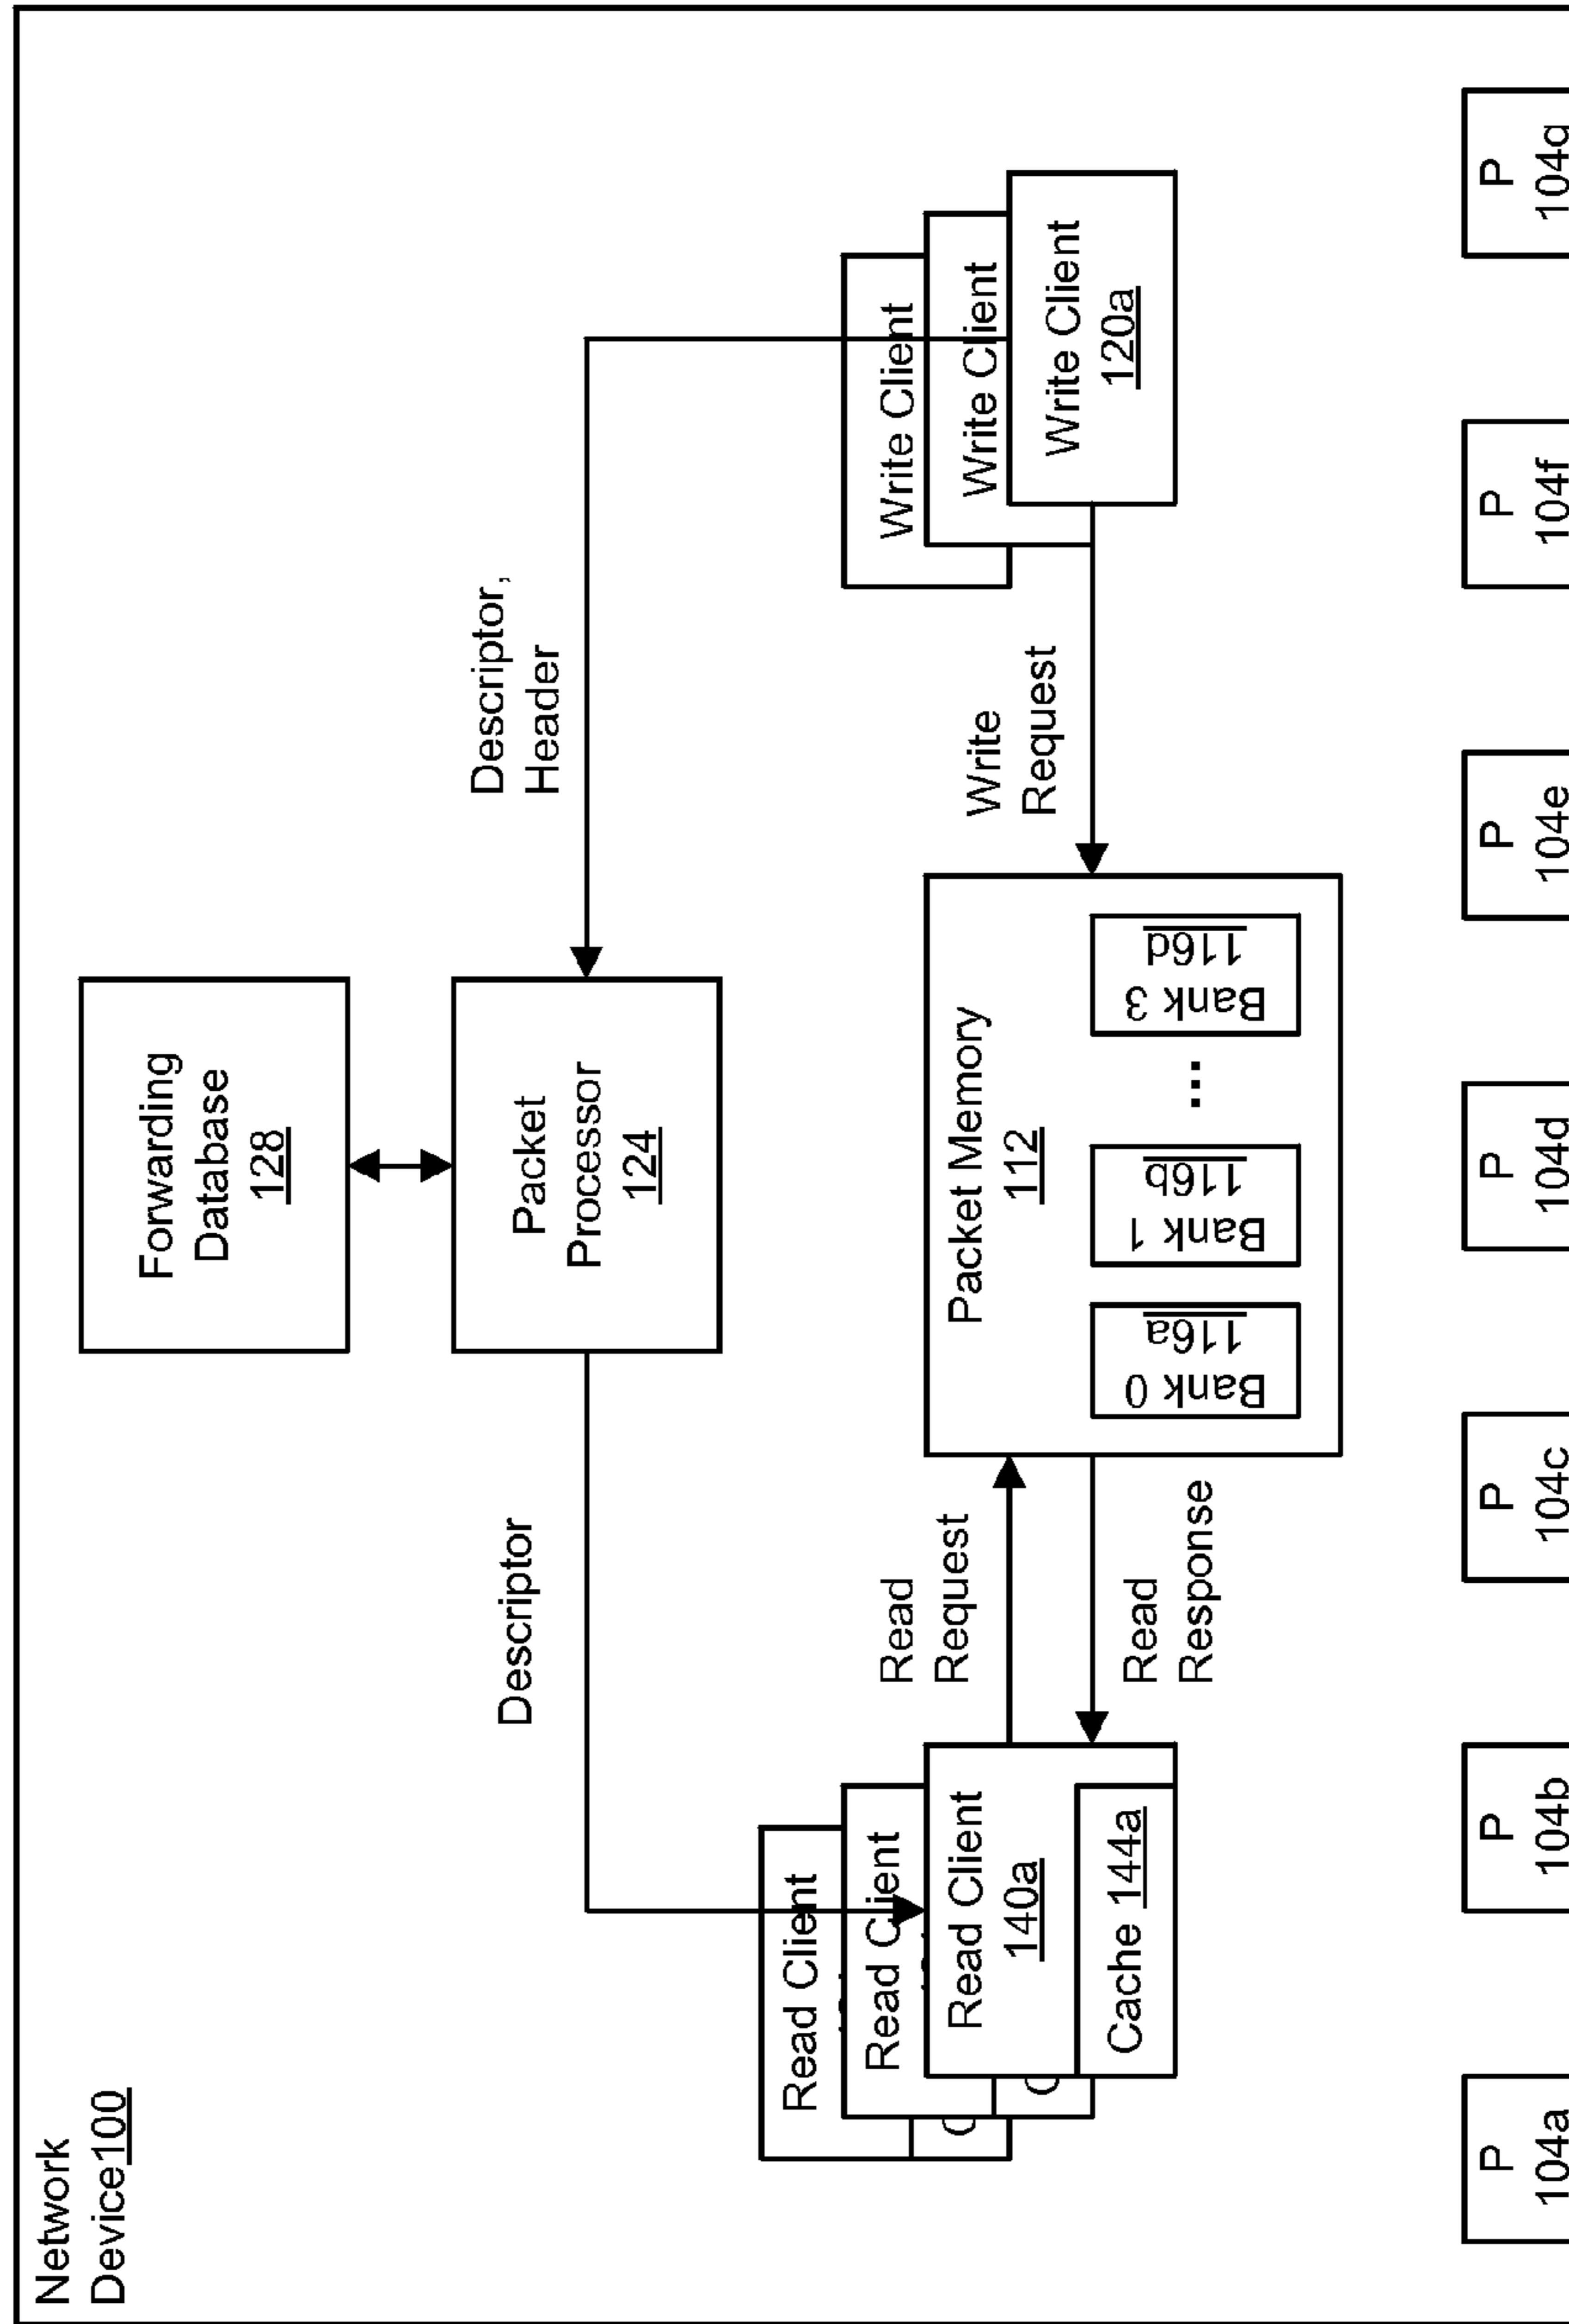 Network
Device100
Forwarding
Database
128
Packet
Processor
124
Descriptor
Descriptor,
Header
Read Client
Read Client
Read Client
140a
Cache 144a
C
C
Read
Request
Read
Response
Packet Memory
112
Bank 0
116a
Bank 1
116b
...
Bank 3
116d
Write
Request
Write Client
Write Client
Write Client
120a
P
104a
P
104b
P
104c
P
104d
P
104e
P
104f
P
104g